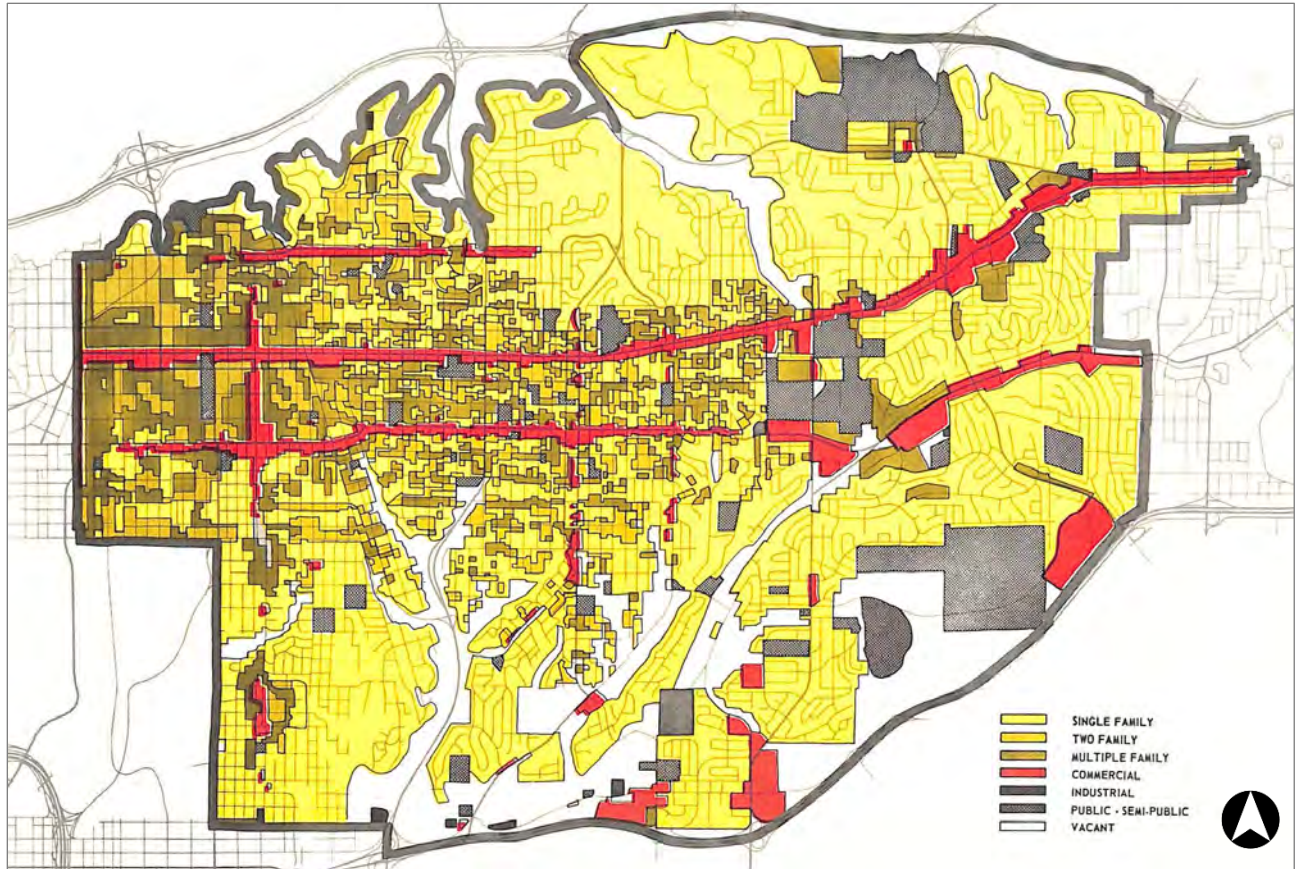 SINGLE FAMILY
TWO FAMILY
MULTIPLE FAMILY
COMMERCIAL
INDUSTRIAL
PUBLIC - SEMI-PUBLIC
VACANT